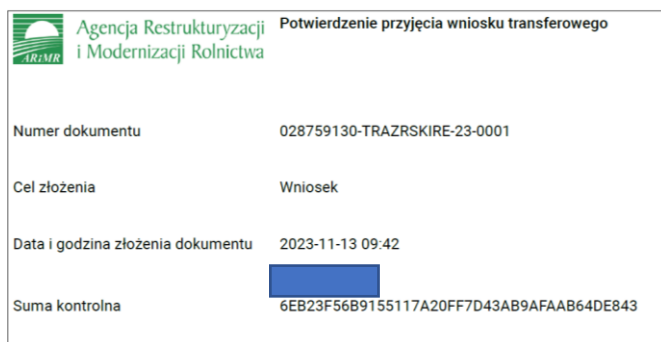 Agencja Restrukturyzacji
i Modernizacji Rolnictwa
ARiMR
Potwierdzenie przyjęcia wniosku transferowego
Numer dokumentu 028759130-TRAZRSKIRE-23-0001
Cel złożenia Wniosek
Data i godzina złożenia dokumentu 2023-11-13 09:42
Suma kontrolna 6EB23F56B9155117A20FF7D43AB9AFAAB64DE843